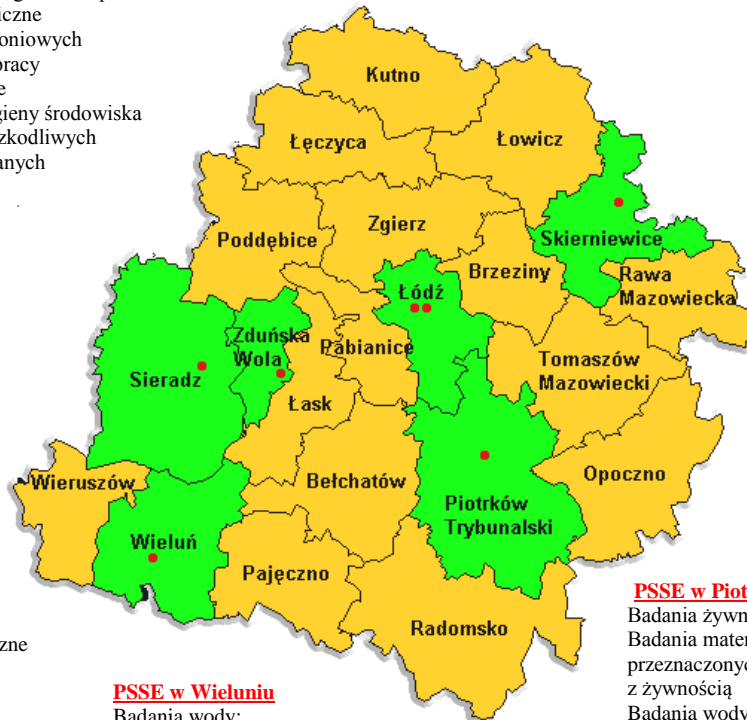 iczne
oniowych
pracy
e
gieny środowiska
zkodliwych
anych
Kutno
Łęczyca
Łowicz
Zgierz
Poddębice
Skierniewice
Brzeziny
Rawa
Mazowiecka
Łódź
Zduńska
Wola
Pabianice
Sieradz
Tomaszów
Mazowiecki
Łask
Wieruszów
Bełchatów
Opoczno
Piotrków
Trybunalski
Wieluń
Pajęczno
Radomsko
zne
PSSE w Wieluniu
Badania wody:
PSSE w Piot
Badania żywn
Badania mater
przeznaczonyc
z żywnością
Badania wody